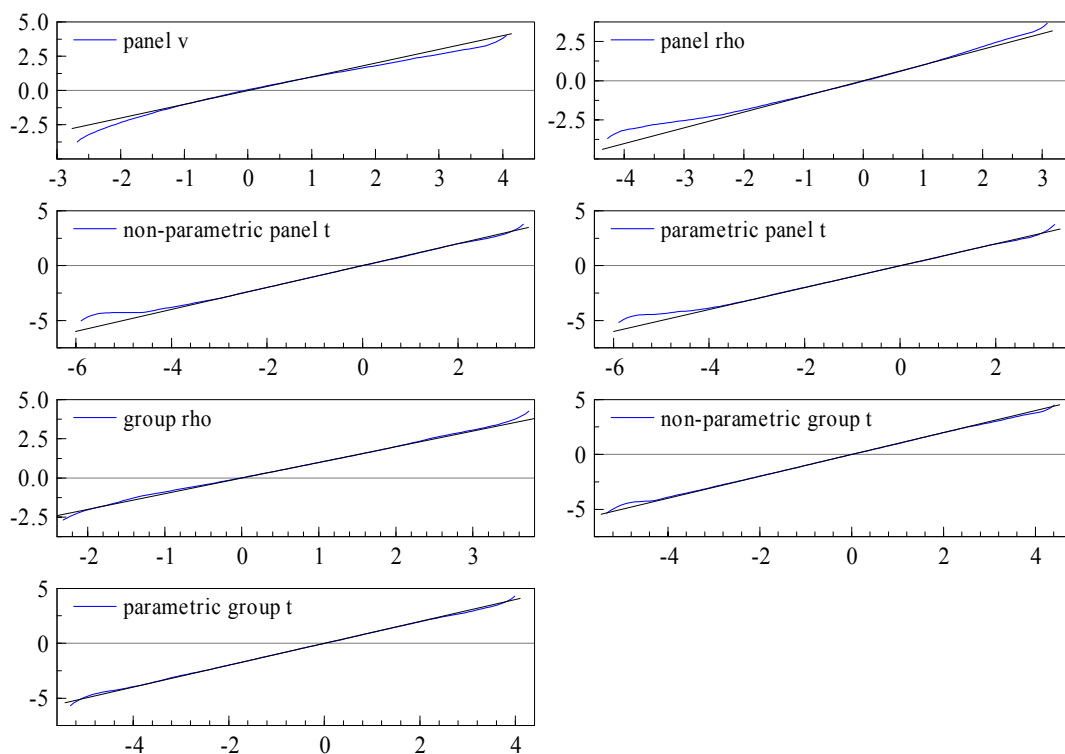 5.0
panel v
2.5
0.0
-2.5
-3 -2 -1 0 1 2 3 4
panel rho
2.5
0.0
-2.5
-4 -3 -2 -1 0 1 2 3
5
non-parametric panel t
0
-5
-6 -4 -2 0 2
5
parametric panel t
0
-5
-6 -4 -2 0 2
5.0
group rho
2.5
0.0
-2.5
-2 -1 0 1 2 3
5
non-parametric group t
0
-5
-4 -2 0 2 4
5
parametric group t
0
-5
-4 -2 0 2 4